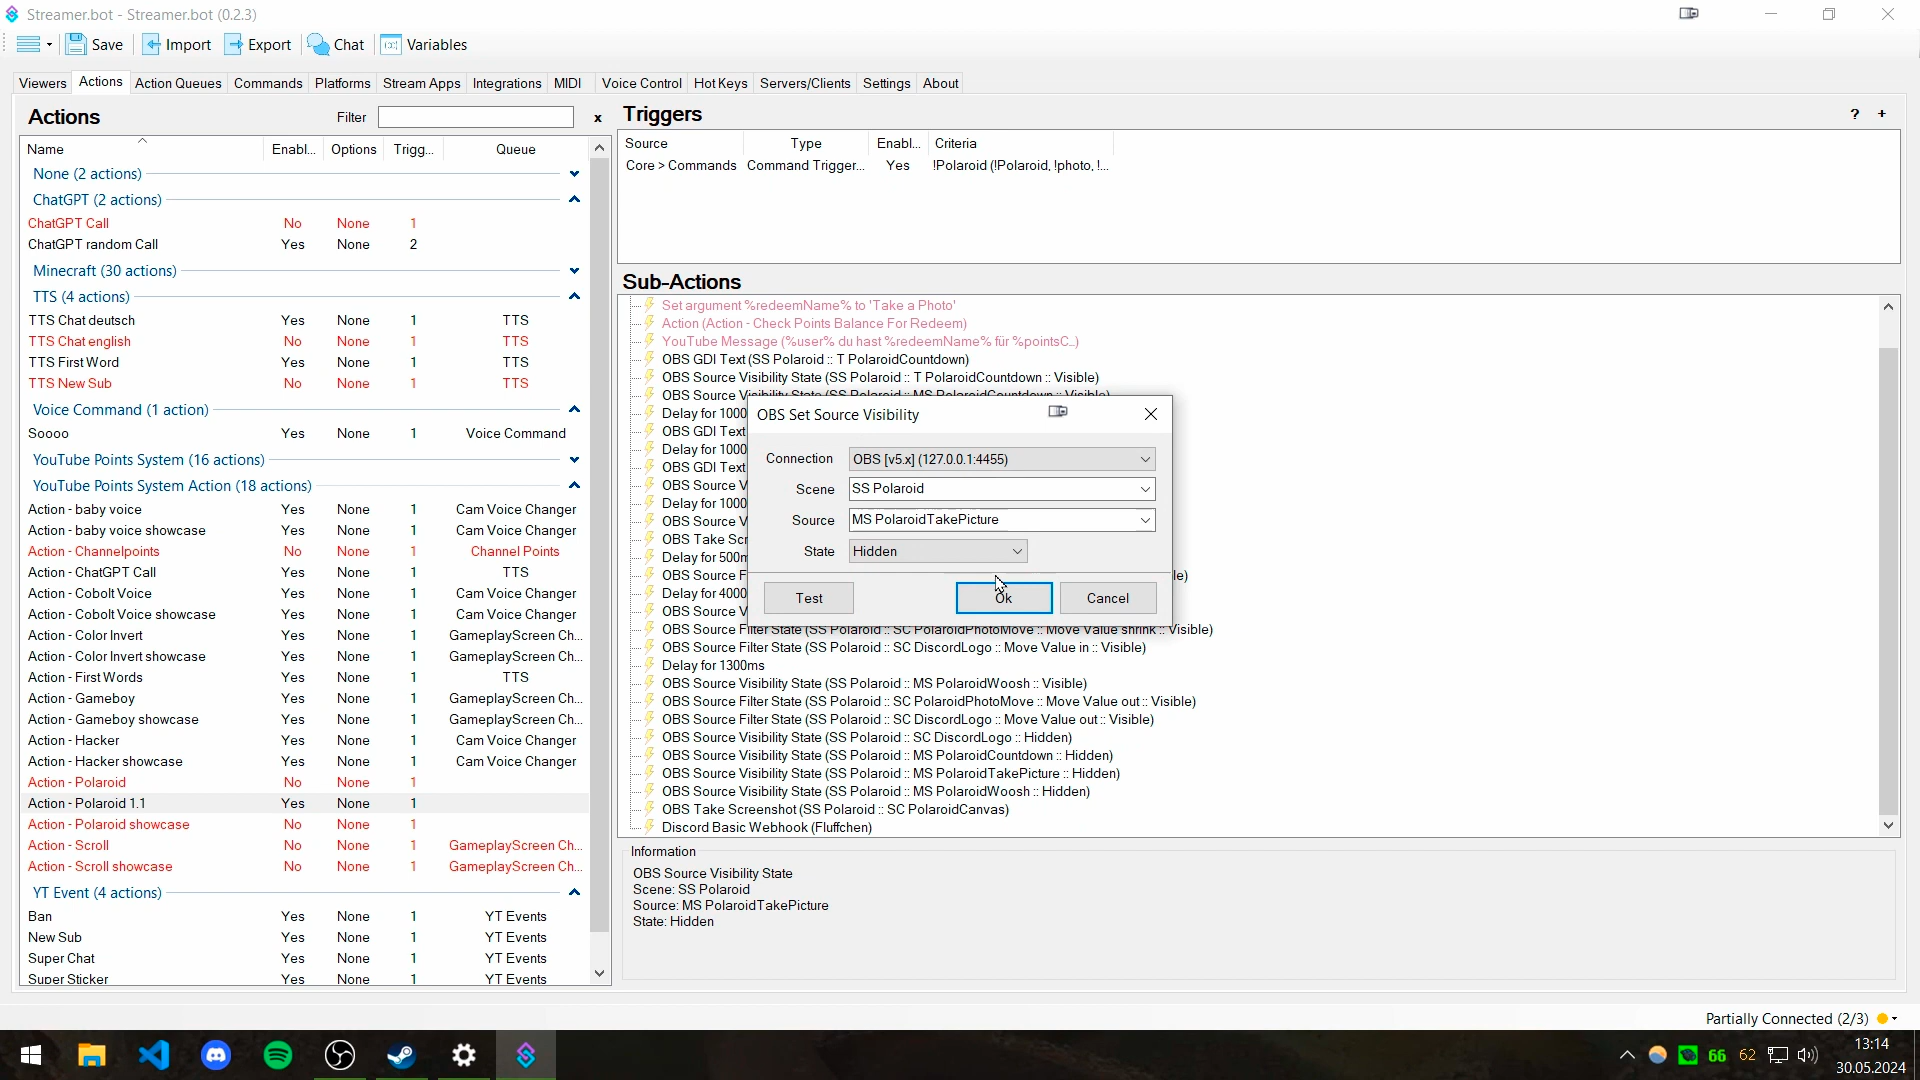 Streamer.bot - Streamer.bot (0.2.3)
Save
Import
Export
Chat
Variables
Viewers
Actions
Action Queues
Commands
Platforms
Stream Apps
Integrations
MIDI
Voice Control
Hot Keys
Servers/Clients
Settings
About
Actions
Filter
x
Name Enabl... Options Trigg... Queue
None (2 actions)
ChatGPT (2 actions)
ChatGPT Call No None 1
ChatGPT random Call Yes None 2
Minecraft (30 actions)
TTS (4 actions)
TTS Chat deutsch Yes None 1 TTS
TTS Chat english No None 1 TTS
TTS First Word Yes None 1 TTS
TTS New Sub No None 1 TTS
Voice Command (1 action)
Soooo Yes None 1 Voice Command
YouTube Points System (16 actions)
YouTube Points System Action (18 actions)
Action - baby voice Yes None 1 Cam Voice Changer
Action - baby voice showcase Yes None 1 Cam Voice Changer
Action - Channelpoints No None 1 Channel Points
Action - ChatGPT Call Yes None 1 TTS
Action - Cobolt Voice Yes None 1 Cam Voice Changer
Action - Cobolt Voice showcase Yes None 1 Cam Voice Changer
Action - Color Invert Yes None 1 GameplayScreen Ch...
Action - Color Invert showcase Yes None 1 GameplayScreen Ch...
Action - First Words Yes None 1 TTS
Action - Gameboy Yes None 1 GameplayScreen Ch...
Action - Gameboy showcase Yes None 1 GameplayScreen Ch...
Action - Hacker Yes None 1 Cam Voice Changer
Action - Hacker showcase Yes None 1 Cam Voice Changer
Action - Polaroid No None 1
Action - Polaroid 1.1 Yes None 1
Action - Polaroid showcase No None 1
Action - Scroll No None 1 GameplayScreen Ch...
Action - Scroll showcase No None 1 GameplayScreen Ch...
YT Event (4 actions)
Ban Yes None 1 YT Events
New Sub Yes None 1 YT Events
Super Chat Yes None 1 YT Events
Super Sticker Yes None 1 YT Events
Triggers
? +
Source Type Enabl... Criteria
Core > Commands Command Trigger... Yes !Polaroid (!Polaroid, !photo, !...
Sub-Actions
Set argument %redeemName% to 'Take a Photo'
Action (Action - Check Points Balance For Redeem)
YouTube Message (%user% du hast %redeemName% für %pointsC...)
OBS GDI Text (SS Polaroid :: T PolaroidCountdown)
OBS Source Visibility State (SS Polaroid :: T PolaroidCountdown :: Visible)
OBS Source Visibility State (SS Polaroid :: MS PolaroidCountdown :: Visible)
Delay for 1000
OBS GDI Text
Delay for 1000
OBS GDI Text
OBS Source V
Delay for 1000
OBS Source V
OBS Take Scr
Delay for 500m
OBS Source F le)
Delay for 4000
OBS Source V
OBS Source Filter State (SS Polaroid :: SC PolaroidPhotoMove :: Move Value shrink :: Visible)
OBS Source Filter State (SS Polaroid :: SC DiscordLogo :: Move Value in :: Visible)
Delay for 1300ms
OBS Source Visibility State (SS Polaroid :: MS PolaroidWoosh :: Visible)
OBS Source Filter State (SS Polaroid :: SC PolaroidPhotoMove :: Move Value out :: Visible)
OBS Source Filter State (SS Polaroid :: SC DiscordLogo :: Move Value out :: Visible)
OBS Source Visibility State (SS Polaroid :: SC DiscordLogo :: Hidden)
OBS Source Visibility State (SS Polaroid :: MS PolaroidCountdown :: Hidden)
OBS Source Visibility State (SS Polaroid :: MS PolaroidTakePicture :: Hidden)
OBS Source Visibility State (SS Polaroid :: MS PolaroidWoosh :: Hidden)
OBS Take Screenshot (SS Polaroid :: SC PolaroidCanvas)
Discord Basic Webhook (Fluffchen)
OBS Set Source Visibility
Connection OBS [v5.x] (127.0.0.1:4455)
Scene SS Polaroid
Source MS PolaroidTakePicture
State Hidden
Test Ok Cancel
Information
OBS Source Visibility State
Scene: SS Polaroid
Source: MS PolaroidTakePicture
State: Hidden
Partially Connected (2/3)
66 62
13:14
30.05.2024